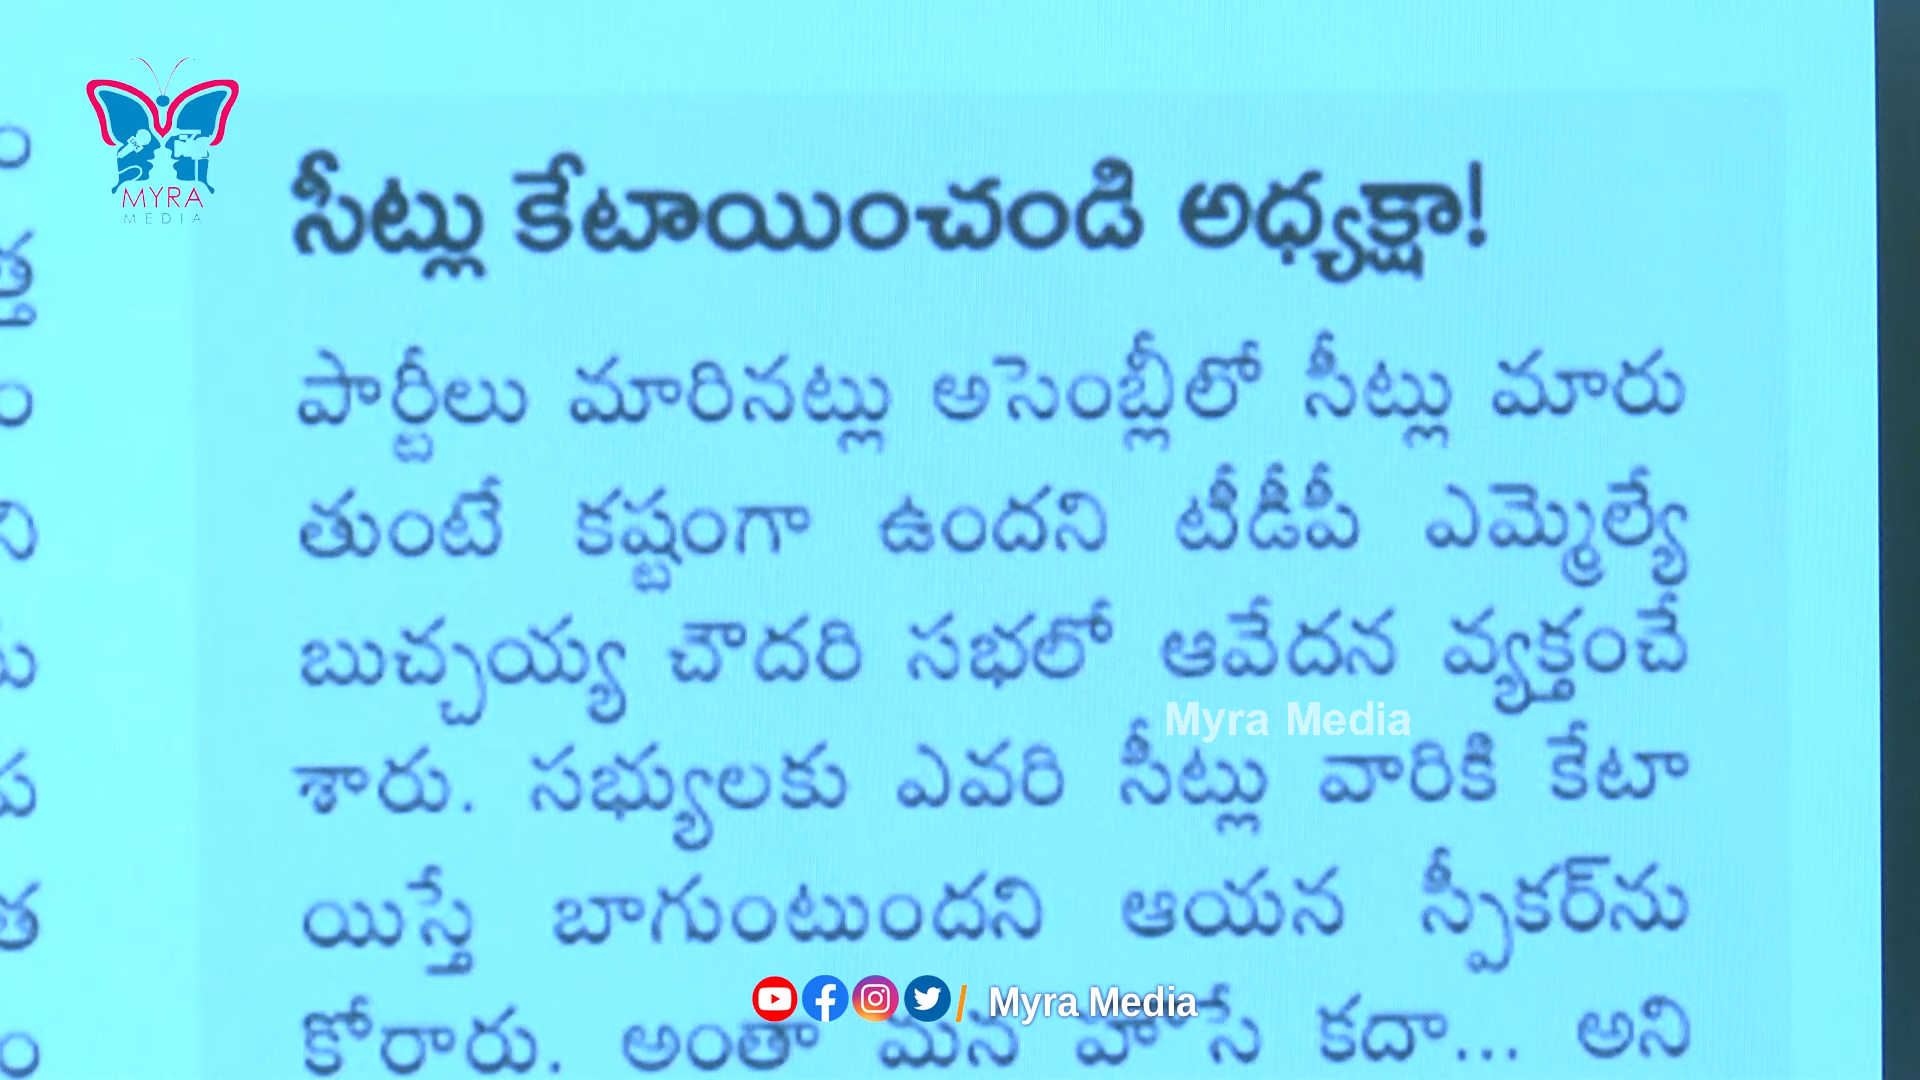 MYRA
MEDIA
సీట్లు కేటాయించండి అధ్యక్షా!
పార్టీలు మారినట్లు అసెంబ్లీలో సీట్లు మారు
తుంటే కష్టంగా ఉందని టీడీపీ ఎమ్మెల్యే
బుచ్చయ్య చౌదరి సభలో ఆవేదన వ్యక్తంచే
శారు. సభ్యులకు ఎవరి సీట్లు వారికి కేటా
యిస్తే బాగుంటుందని ఆయన స్పీకర్‌ను
కోరారు. అంతా మన హౌసే కదా... అని
Myra Media
/ Myra Media